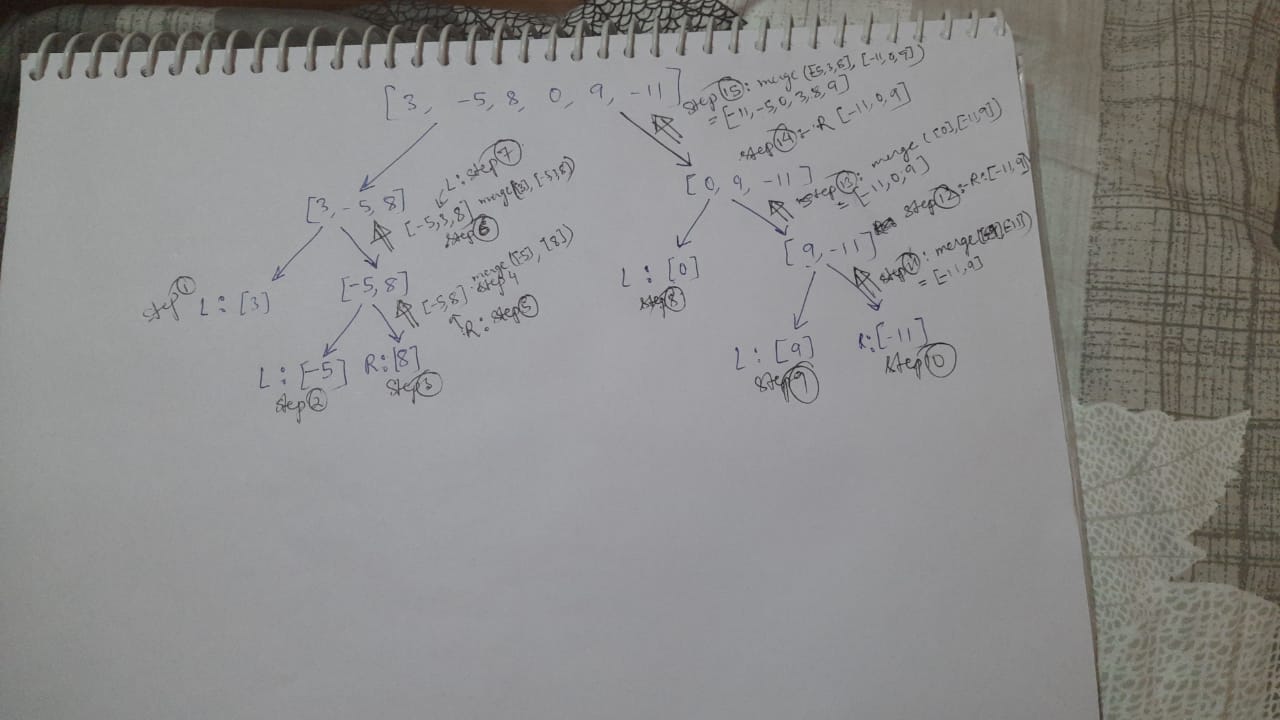 [3, -5, 8, 0, 9, -11]
Step 15: merge([-5,3,8], [-11,0,9])
= [-11, -5, 0, 3, 8, 9]
Step 14:- R [-11, 0, 9]
[3, -5, 8]
L: step 7
[-5,3,8] merge([3], [-5,8])
Step 6
[0, 9, -11]
Step 13: merge([0], [-11,9])
= [-11, 0, 9]
Step 12:- R: [-11, 9]
Step 1 L: [3]
[-5, 8]
[-5,8] merge([-5], [8])
Step 4
R: Step 5
L: [0]
Step 8
[9, -11]
Step 11: merge([9] [-11])
= [-11, 9]
L: [-5]
Step 2
R: [8]
Step 3
L: [9]
Step 9
R: [-11]
Step 10